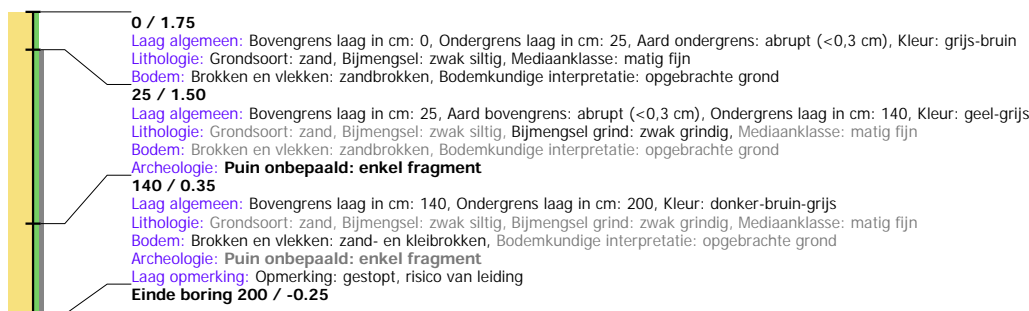 0 / 1.75
Laag algemeen: Bovengrens laag in cm: 0, Ondergrens laag in cm: 25, Aard ondergrens: abrupt (<0,3 cm), Kleur: grijs-bruin
Lithologie: Grondsoort: zand, Bijmengsel: zwak siltig, Mediaanklasse: matig fijn
Bodem: Brokken en vlekken: zandbrokken, Bodemkundige interpretatie: opgebrachte grond
25 / 1.50
Laag algemeen: Bovengrens laag in cm: 25, Aard bovengrens: abrupt (<0,3 cm), Ondergrens laag in cm: 140, Kleur: geel-grijs
Lithologie: Grondsoort: zand, Bijmengsel: zwak siltig, Bijmengsel grind: zwak grindig, Mediaanklasse: matig fijn
Bodem: Brokken en vlekken: zandbrokken, Bodemkundige interpretatie: opgebrachte grond
Archeologie: Puin onbepaald: enkel fragment
140 / 0.35
Laag algemeen: Bovengrens laag in cm: 140, Ondergrens laag in cm: 200, Kleur: donker-bruin-grijs
Lithologie: Grondsoort: zand, Bijmengsel: zwak siltig, Bijmengsel grind: zwak grindig, Mediaanklasse: matig fijn
Bodem: Brokken en vlekken: zand- en kleibrokken, Bodemkundige interpretatie: opgebrachte grond
Archeologie: Puin onbepaald: enkel fragment
Laag opmerking: Opmerking: gestopt, risico van leiding
Einde boring 200 / -0.25